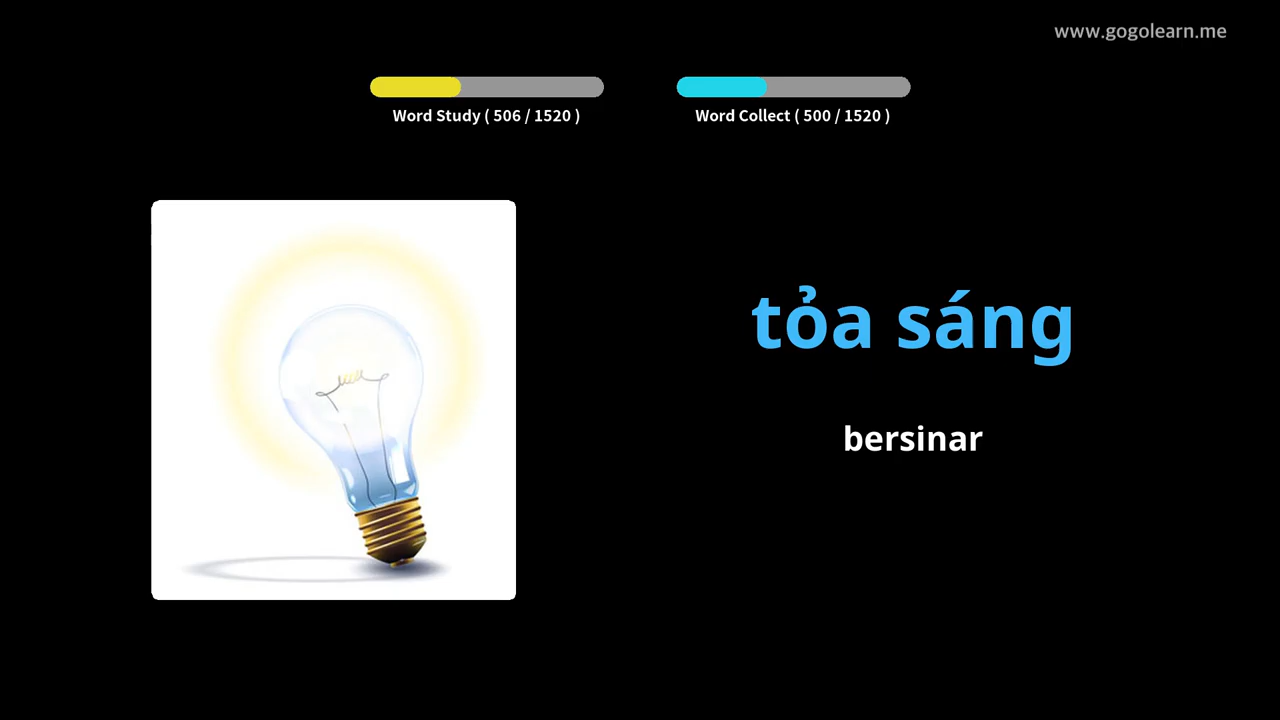 www.gogolearn.me
Word Study ( 506 / 1520 )
Word Collect ( 500 / 1520 )
tỏa sáng
bersinar